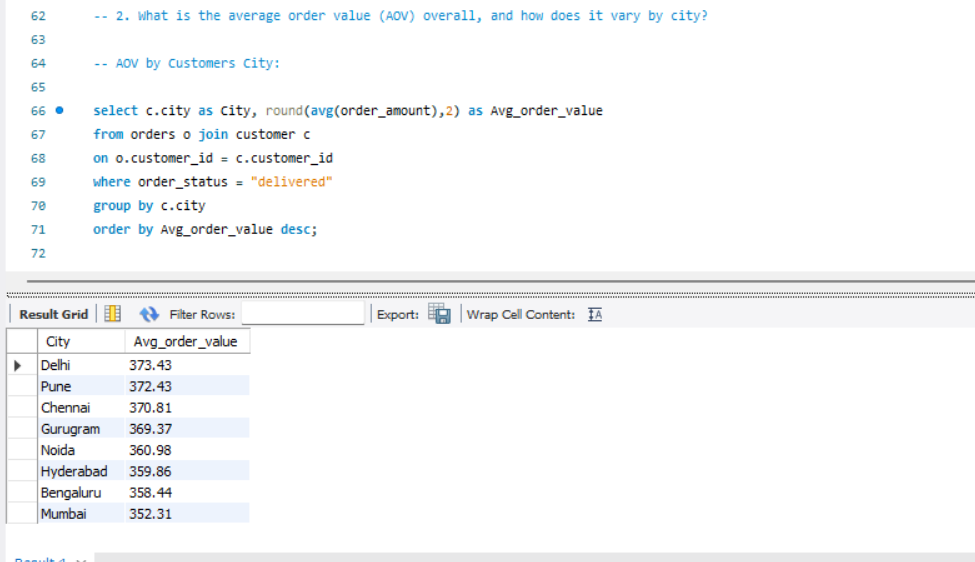 62 -- 2. What is the average order value (AOV) overall, and how does it vary by city?
63
64 -- AOV by Customers City:
65
66 select c.city as City, round(avg(order_amount),2) as Avg_order_value
67 from orders o join customer c
68 on o.customer_id = c.customer_id
69 where order_status = "delivered"
70 group by c.city
71 order by Avg_order_value desc;
72
Result Grid Filter Rows: Export: Wrap Cell Content:
City Avg_order_value
Delhi 373.43
Pune 372.43
Chennai 370.81
Gurugram 369.37
Noida 360.98
Hyderabad 359.86
Bengaluru 358.44
Mumbai 352.31